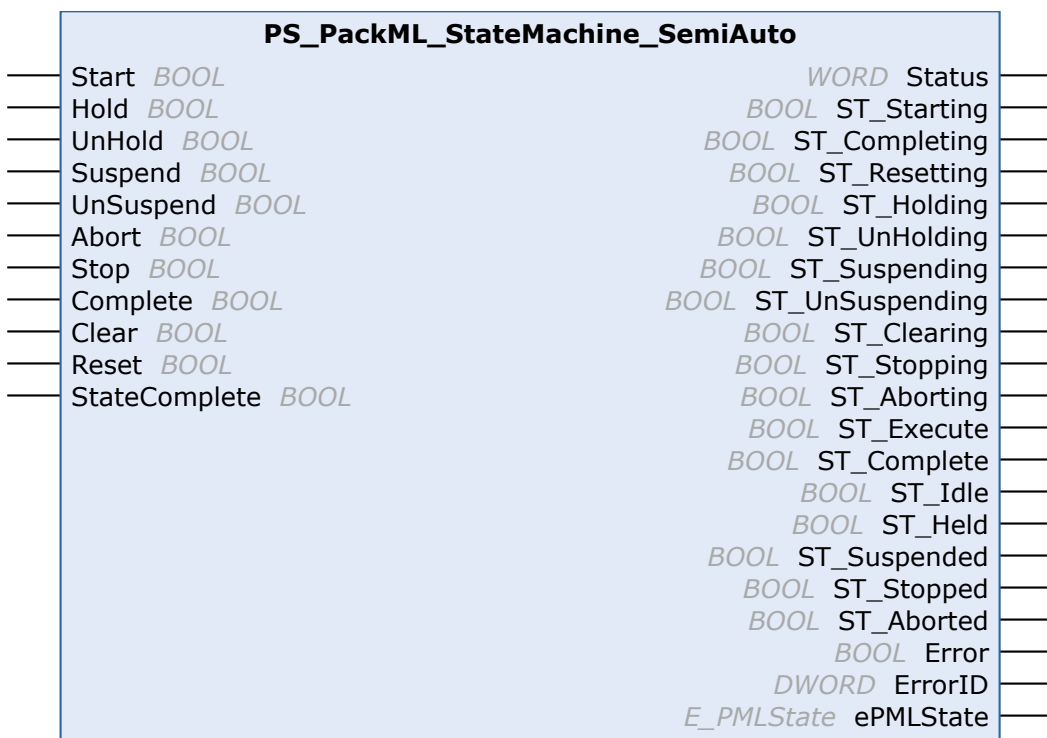 PS_PackML_StateMachine_SemiAuto
Start BOOL WORD Status
Hold BOOL BOOL ST_Starting
UnHold BOOL BOOL ST_Completing
Suspend BOOL BOOL ST_Resetting
UnSuspend BOOL BOOL ST_Holding
Abort BOOL BOOL ST_UnHolding
Stop BOOL BOOL ST_Suspending
Complete BOOL BOOL ST_UnSuspending
Clear BOOL BOOL ST_Clearing
Reset BOOL BOOL ST_Stopping
StateComplete BOOL BOOL ST_Aborting
BOOL ST_Execute
BOOL ST_Complete
BOOL ST_Idle
BOOL ST_Held
BOOL ST_Suspended
BOOL ST_Stopped
BOOL ST_Aborted
BOOL Error
DWORD ErrorID
E_PMLState ePMLState